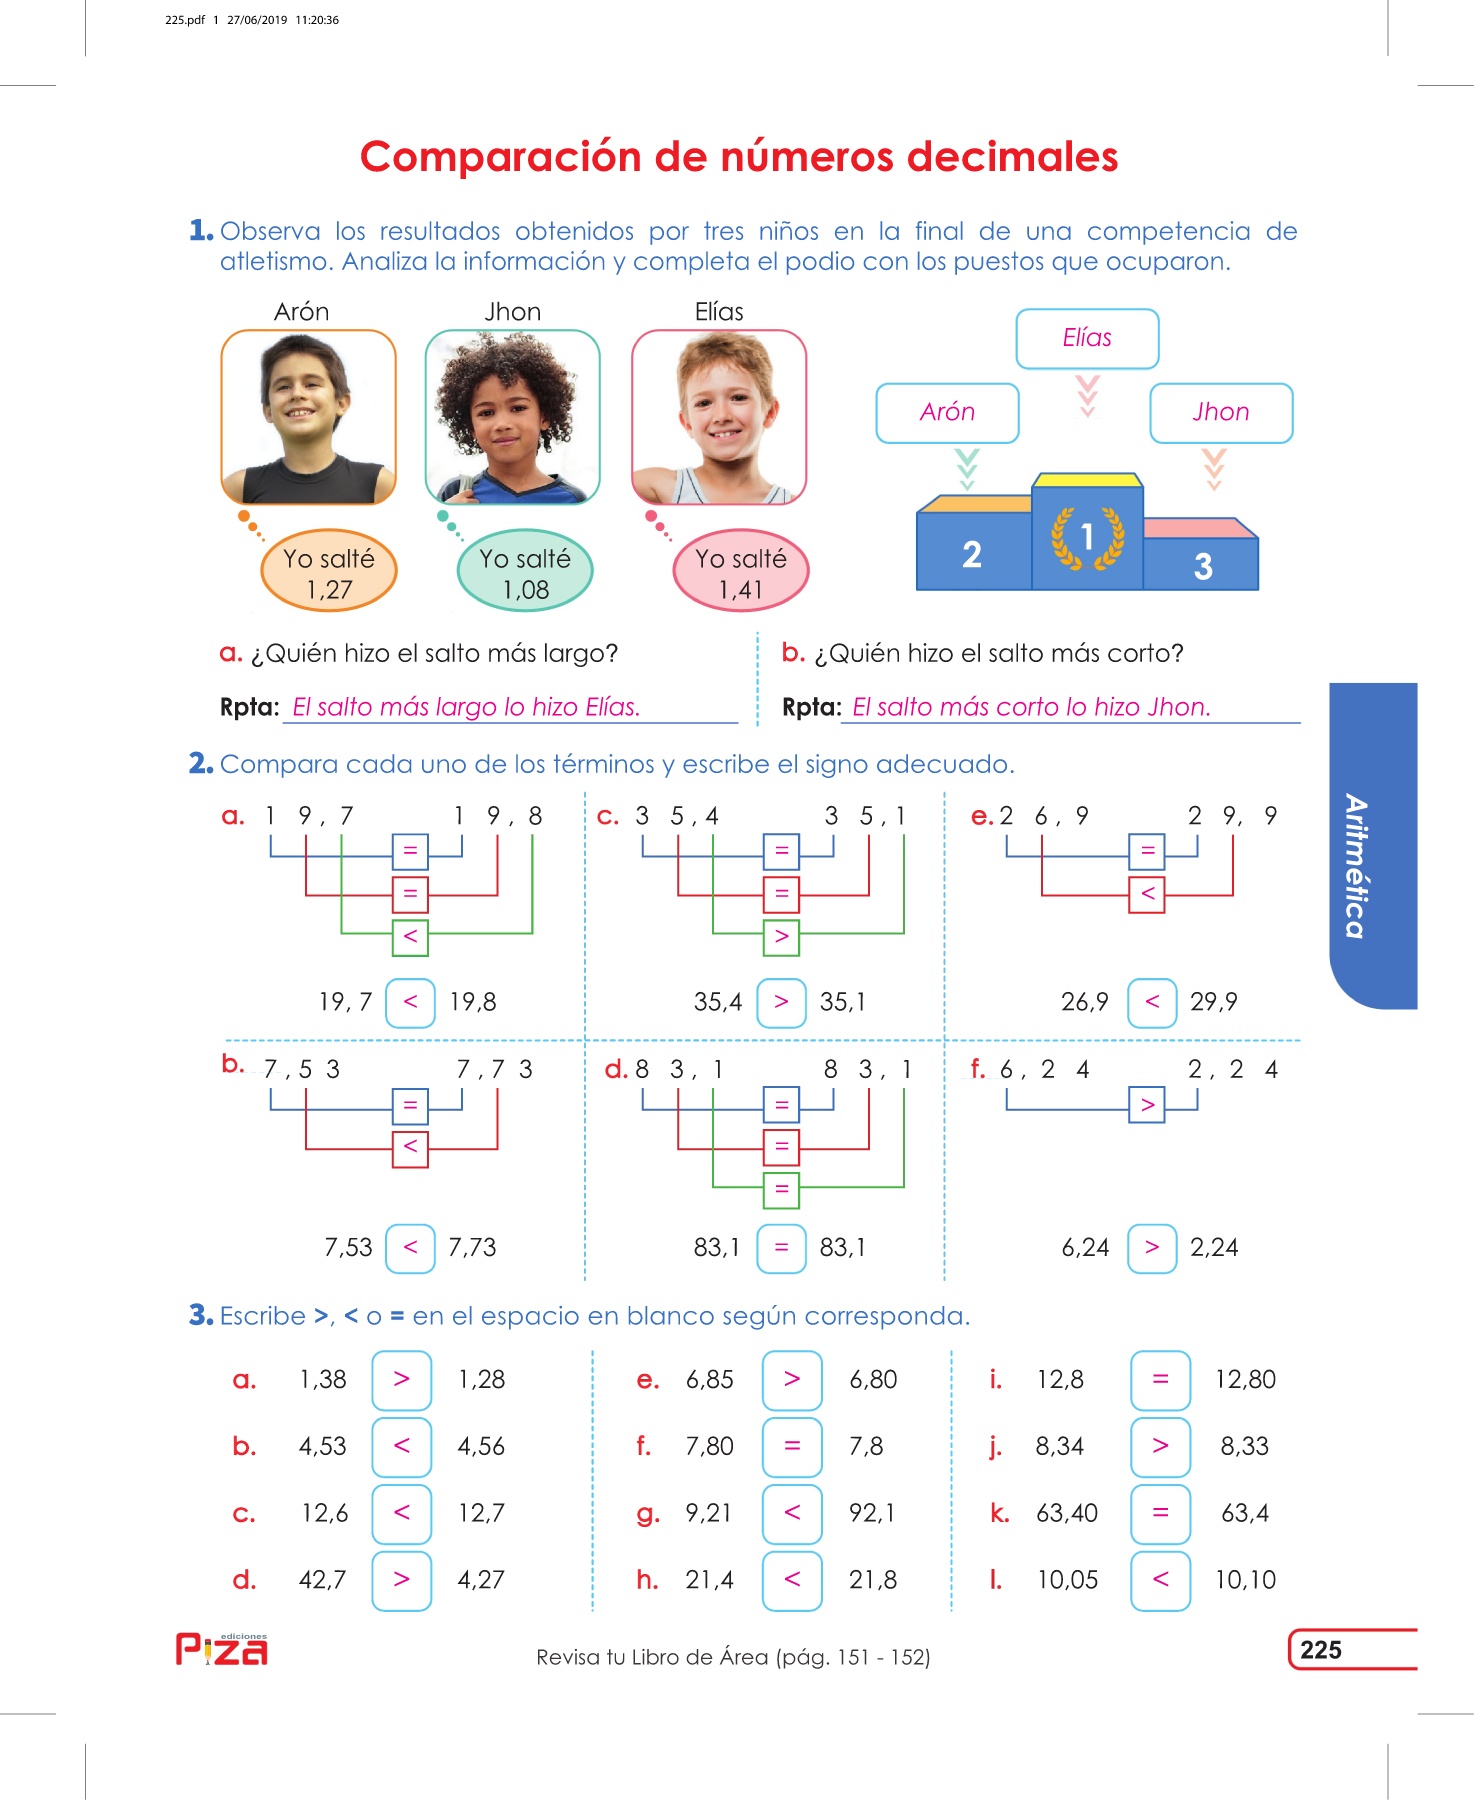 225.pdf 1 27/06/2019 11:20:36
Comparación de números decimales
1. Observa los resultados obtenidos por tres niños en la final de una competencia de
atletismo. Analiza la información y completa el podio con los puestos que ocuparon.
Arón Jhon Elías
Elías
Arón Jhon
Yo salté
1,27
Yo salté
1,08
Yo salté
1,41
2 1 3
a. ¿Quién hizo el salto más largo?
Rpta: El salto más largo lo hizo Elías.
b. ¿Quién hizo el salto más corto?
Rpta: El salto más corto lo hizo Jhon.
2. Compara cada uno de los términos y escribe el signo adecuado.
a. 1 9 , 7 1 9 , 8
=
=
<
19, 7 < 19,8
c. 3 5 , 4 3 5 , 1
=
=
>
35,4 > 35,1
e. 2 6 , 9 2 9, 9
=
<
26,9 < 29,9
b. 7 , 5 3 7 , 7 3
=
<
7,53 < 7,73
d. 8 3 , 1 8 3 , 1
=
=
=
83,1 = 83,1
f. 6 , 2 4 2 , 2 4
>
6,24 > 2,24
3. Escribe >, < o = en el espacio en blanco según corresponda.
a. 1,38 > 1,28
b. 4,53 < 4,56
c. 12,6 < 12,7
d. 42,7 > 4,27
e. 6,85 > 6,80
f. 7,80 = 7,8
g. 9,21 < 92,1
h. 21,4 < 21,8
i. 12,8 = 12,80
j. 8,34 > 8,33
k. 63,40 = 63,4
l. 10,05 < 10,10
Aritmética
ediciones
Piza
Revisa tu Libro de Área (pág. 151 - 152)
225